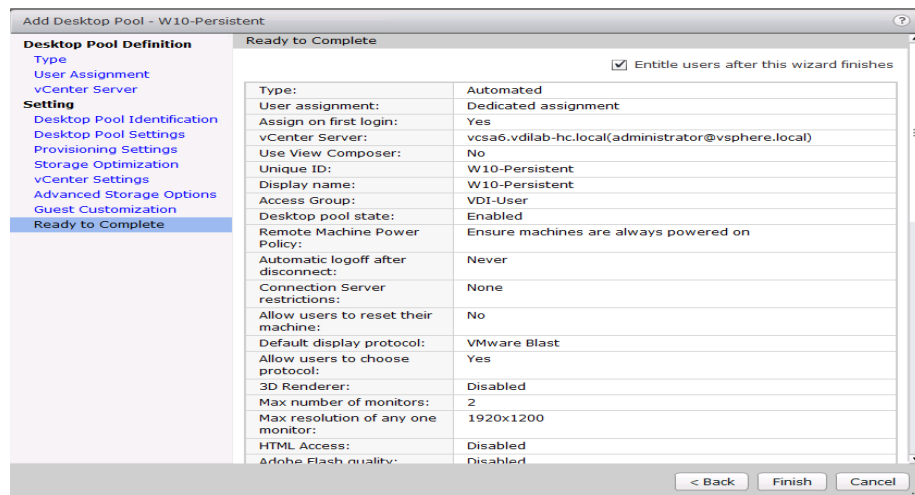 Add Desktop Pool - W10-Persistent
?
Desktop Pool Definition
Type
User Assignment
vCenter Server
Setting
Desktop Pool Identification
Desktop Pool Settings
Provisioning Settings
Storage Optimization
vCenter Settings
Advanced Storage Options
Guest Customization
Ready to Complete
Ready to Complete
Entitle users after this wizard finishes
Type: Automated
User assignment: Dedicated assignment
Assign on first login: Yes
vCenter Server: vcsa6.vdilab-hc.local(administrator@vsphere.local)
Use View Composer: No
Unique ID: W10-Persistent
Display name: W10-Persistent
Access Group: VDI-User
Desktop pool state: Enabled
Remote Machine Power Ensure machines are always powered on
Policy:
Automatic logoff after Never
disconnect:
Connection Server None
restrictions:
Allow users to reset their No
machine:
Default display protocol: VMware Blast
Allow users to choose Yes
protocol:
3D Renderer: Disabled
Max number of monitors: 2
Max resolution of any one 1920x1200
monitor:
HTML Access: Disabled
Adobe Flash quality: Disabled
< Back Finish Cancel